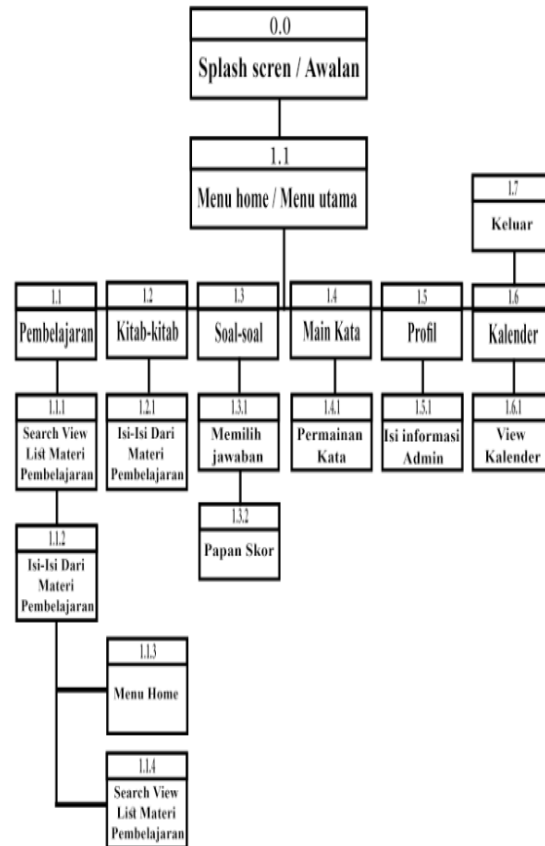 0.0
Splash scren / Awalan
1.1
Menu home / Menu utama
1.7
Keluar
1.1
Pembelajaran
1.2
Kitab-kitab
1.3
Soal-soal
1.4
Main Kata
1.5
Profil
1.6
Kalender
1.1.1
Search View
List Materi
Pembelajaran
1.2.1
Isi-Isi Dari
Materi
Pembelajaran
1.3.1
Memilih
jawaban
1.4.1
Permainan
Kata
1.5.1
Isi informasi
Admin
1.6.1
View
Kalender
1.1.2
Isi-Isi Dari
Materi
Pembelajaran
1.3.2
Papan Skor
1.1.3
Menu Home
1.1.4
Search View
List Materi
Pembelajaran